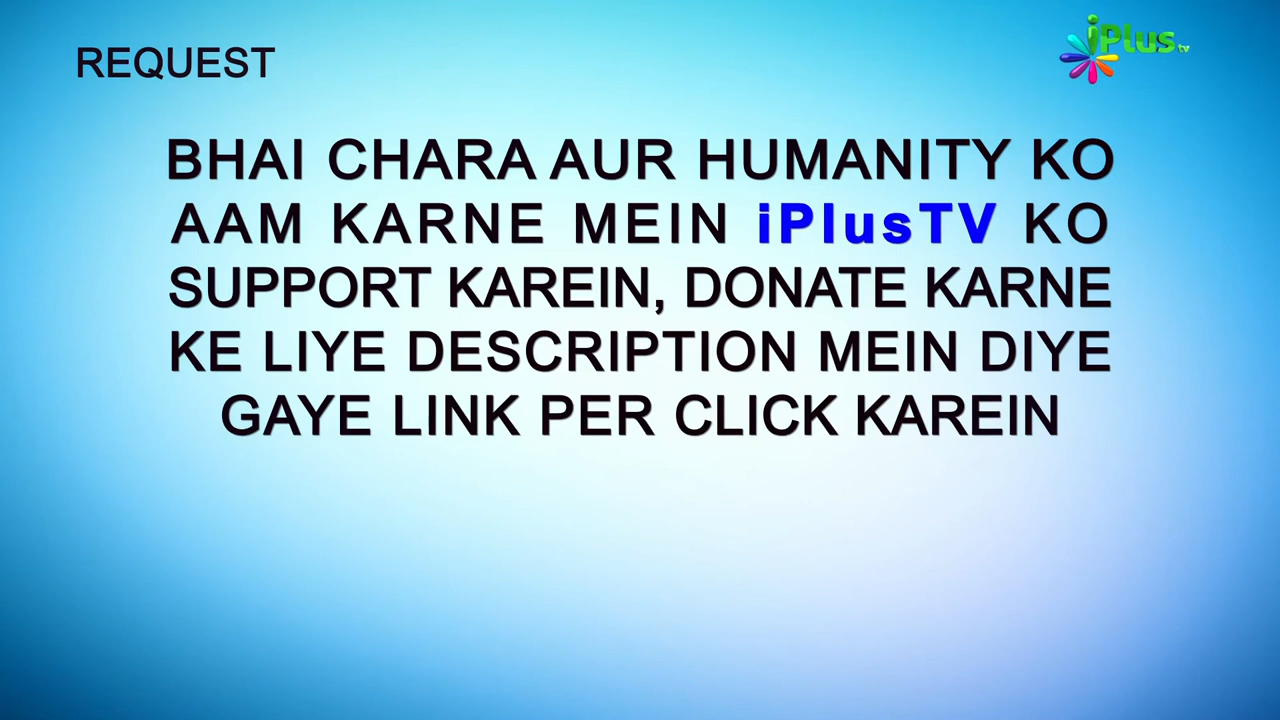 REQUEST
iPlus tv
BHAI CHARA AUR HUMANITY KO
AAM KARNE MEIN iPlusTV KO
SUPPORT KAREIN, DONATE KARNE
KE LIYE DESCRIPTION MEIN DIYE
GAYE LINK PER CLICK KAREIN